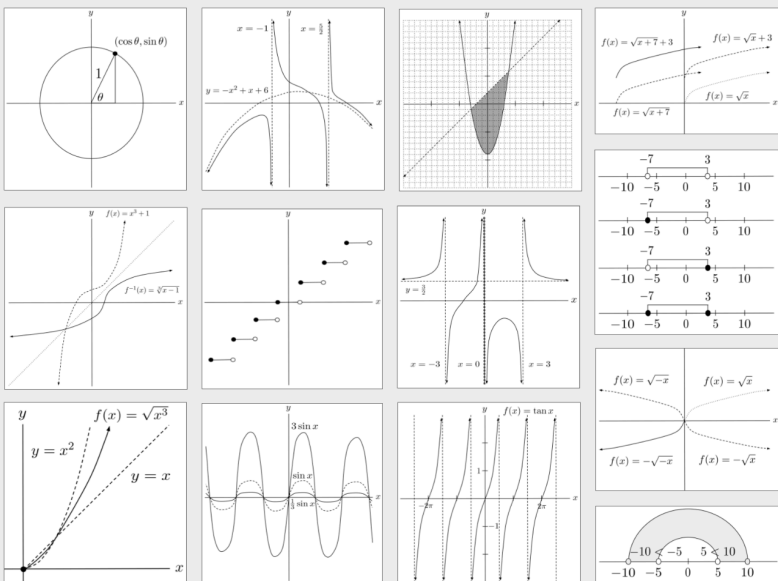 y
(cos θ, sin θ)
1
θ
x
y
x = −1
x = 5/2
y = −x² + x + 6
x
y
x
y
f(x) = √x + 7 + 3
f(x) = √x + 3
x
f(x) = √x + 7
f(x) = √x
−7 3
−10 −5 0 5 10
−7 3
−10 −5 0 5 10
−7 3
−10 −5 0 5 10
−7 3
−10 −5 0 5 10
y
f(x) = x³ + 1
f⁻¹(x) = ∛x − 1
x
y
x
y
y = 3/2
x
x = −3
x = 0
x = 3
f(x) = √−x
f(x) = √x
x
f(x) = −√−x
f(x) = −√x
y
f(x) = √x³
y = x²
y = x
x
y
3 sin x
sin x
1/3 sin x
x
y
f(x) = tan x
1
x
−2π
2π
−1
−10 < −5 5 < 10
−10 −5 0 5 10